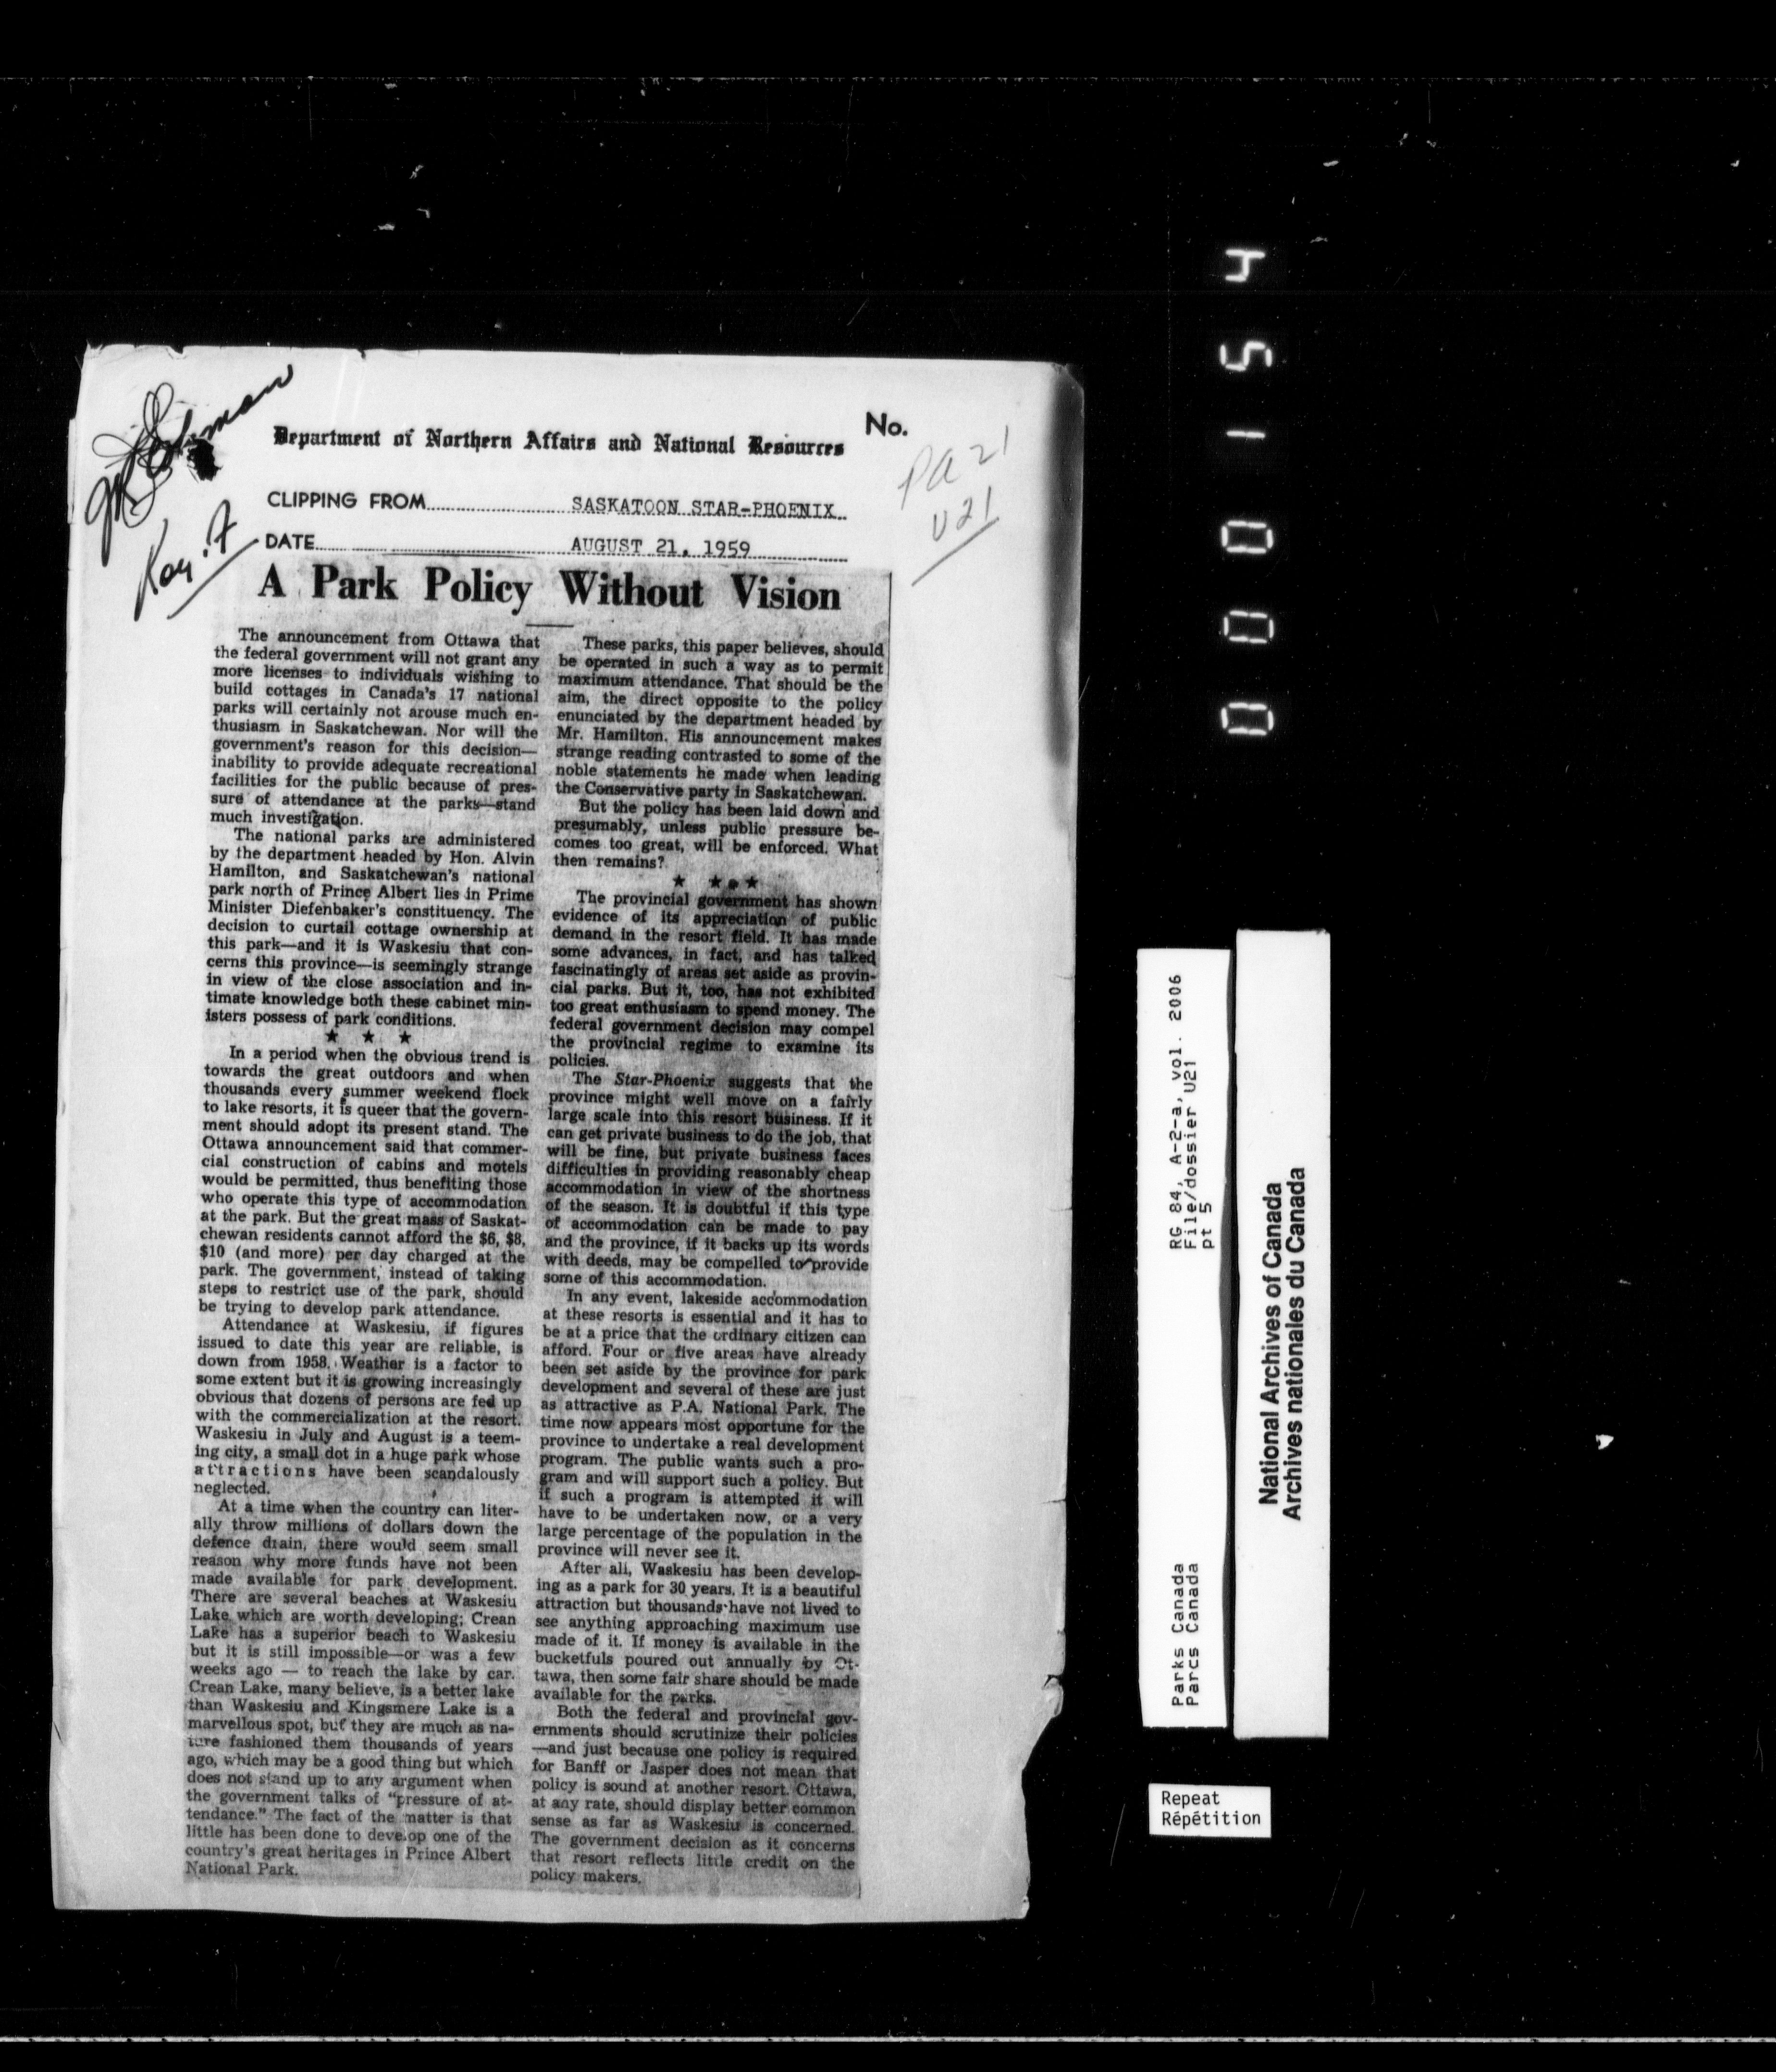 Department of Northern Affairs and National Resources
No.
PA 21
U21
CLIPPING FROM SASKATOON STAR-PHOENIX
DATE AUGUST 21, 1959
A Park Policy Without Vision
The announcement from Ottawa that
the federal government will not grant any
more licenses to individuals wishing to
build cottages in Canada's 17 national
parks will certainly not arouse much en-
thusiasm in Saskatchewan. Nor will the
government's reason for this decision—
inability to provide adequate recreational
facilities for the public because of pres-
sure of attendance at the parks—stand
much investigation.
The national parks are administered
by the department headed by Hon. Alvin
Hamilton, and Saskatchewan's national
park north of Prince Albert lies in Prime
Minister Diefenbaker's constituency. The
decision to curtail cottage ownership at
this park—and it is Waskesiu that con-
cerns this province—is seemingly strange
in view of the close association and in-
timate knowledge both these cabinet min-
isters possess of park conditions.
★ ★ ★
In a period when the obvious trend is
towards the great outdoors and when
thousands every summer weekend flock
to lake resorts, it is queer that the govern-
ment should adopt its present stand. The
Ottawa announcement said that commer-
cial construction of cabins and motels
would be permitted, thus benefiting those
who operate this type of accommodation
at the park. But the great mass of Saskat-
chewan residents cannot afford the $6, $8,
$10 (and more) per day charged at the
park. The government, instead of taking
steps to restrict use of the park, should
be trying to develop park attendance.
Attendance at Waskesiu, if figures
issued to date this year are reliable, is
down from 1958. Weather is a factor to
some extent but it is growing increasingly
obvious that dozens of persons are fed up
with the commercialization at the resort.
Waskesiu in July and August is a teem-
ing city, a small dot in a huge park whose
attractions have been scandalously
neglected.
At a time when the country can liter-
ally throw millions of dollars down the
defence drain, there would seem small
reason why more funds have not been
made available for park development.
There are several beaches at Waskesiu
Lake which are worth developing; Crean
Lake has a superior beach to Waskesiu
but it is still impossible—or was a few
weeks ago — to reach the lake by car.
Crean Lake, many believe, is a better lake
than Waskesiu and Kingsmere Lake is a
marvellous spot, but they are much as na-
ture fashioned them thousands of years
ago, which may be a good thing but which
does not stand up to any argument when
the government talks of "pressure of at-
tendance." The fact of the matter is that
little has been done to develop one of the
country's great heritages in Prince Albert
National Park.
These parks, this paper believes, should
be operated in such a way as to permit
maximum attendance. That should be the
aim, the direct opposite to the policy
enunciated by the department headed by
Mr. Hamilton. His announcement makes
strange reading contrasted to some of the
noble statements he made when leading
the Conservative party in Saskatchewan.
But the policy has been laid down and
presumably, unless public pressure be-
comes too great, will be enforced. What
then remains?
★ ★ ★
The provincial government has shown
evidence of its appreciation of public
demand in the resort field. It has made
some advances, in fact, and has talked
fascinatingly of areas set aside as provin-
cial parks. But it, too, has not exhibited
too great enthusiasm to spend money. The
federal government decision may compel
the provincial regime to examine its
policies.
The Star-Phoenix suggests that the
province might well move on a fairly
large scale into this resort business. If it
can get private business to do the job, that
will be fine, but private business faces
difficulties in providing reasonably cheap
accommodation in view of the shortness
of the season. It is doubtful if this type
of accommodation can be made to pay
and the province, if it backs up its words
with deeds, may be compelled to provide
some of this accommodation.
In any event, lakeside accommodation
at these resorts is essential and it has to
be at a price that the ordinary citizen can
afford. Four or five areas have already
been set aside by the province for park
development and several of these are just
as attractive as P.A. National Park. The
time now appears most opportune for the
province to undertake a real development
program. The public wants such a pro-
gram and will support such a policy. But
if such a program is attempted it will
have to be undertaken now, or a very
large percentage of the population in the
province will never see it.
After all, Waskesiu has been develop-
ing as a park for 30 years. It is a beautiful
attraction but thousands have not lived to
see anything approaching maximum use
made of it. If money is available in the
bucketfuls poured out annually by Ot-
tawa, then some fair share should be made
available for the parks.
Both the federal and provincial gov-
ernments should scrutinize their policies
—and just because one policy is required
for Banff or Jasper does not mean that
policy is sound at another resort. Ottawa,
at any rate, should display better common
sense as far as Waskesiu is concerned.
The government decision as it concerns
that resort reflects little credit on the
policy makers.
000154
RG 84, A-2-a, vol. 2006
File/dossier U21
pt 5
Parks Canada
Parcs Canada
National Archives of Canada
Archives nationales du Canada
Repeat
Répétition